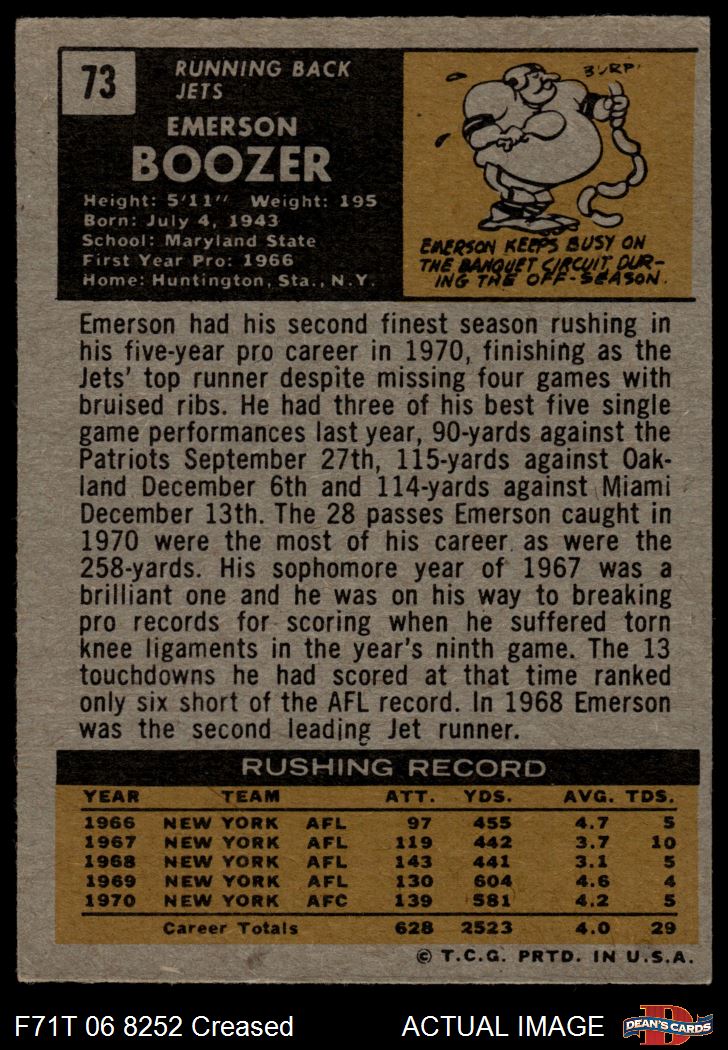 73
RUNNING BACK
JETS
EMERSON
BOOZER
Height: 5'11" Weight: 195
Born: July 4, 1943
School: Maryland State
First Year Pro: 1966
Home: Huntington, Sta., N.Y.
BURP!
EMERSON KEEPS BUSY ON
THE BANQUET CIRCUIT DUR-
ING THE OFF-SEASON.
Emerson had his second finest season rushing in
his five-year pro career in 1970, finishing as the
Jets' top runner despite missing four games with
bruised ribs. He had three of his best five single
game performances last year, 90-yards against the
Patriots September 27th, 115-yards against Oak-
land December 6th and 114-yards against Miami
December 13th. The 28 passes Emerson caught in
1970 were the most of his career as were the
258-yards. His sophomore year of 1967 was a
brilliant one and he was on his way to breaking
pro records for scoring when he suffered torn
knee ligaments in the year's ninth game. The 13
touchdowns he had scored at that time ranked
only six short of the AFL record. In 1968 Emerson
was the second leading Jet runner.
RUSHING RECORD
YEAR TEAM ATT. YDS. AVG. TDS.
1966 NEW YORK AFL 97 455 4.7 5
1967 NEW YORK AFL 119 442 3.7 10
1968 NEW YORK AFL 143 441 3.1 5
1969 NEW YORK AFL 130 604 4.6 4
1970 NEW YORK AFC 139 581 4.2 5
Career Totals 628 2523 4.0 29
© T.C.G. PRTD. IN U.S.A.
F71T 06 8252 Creased ACTUAL IMAGE
DEAN'S CARDS